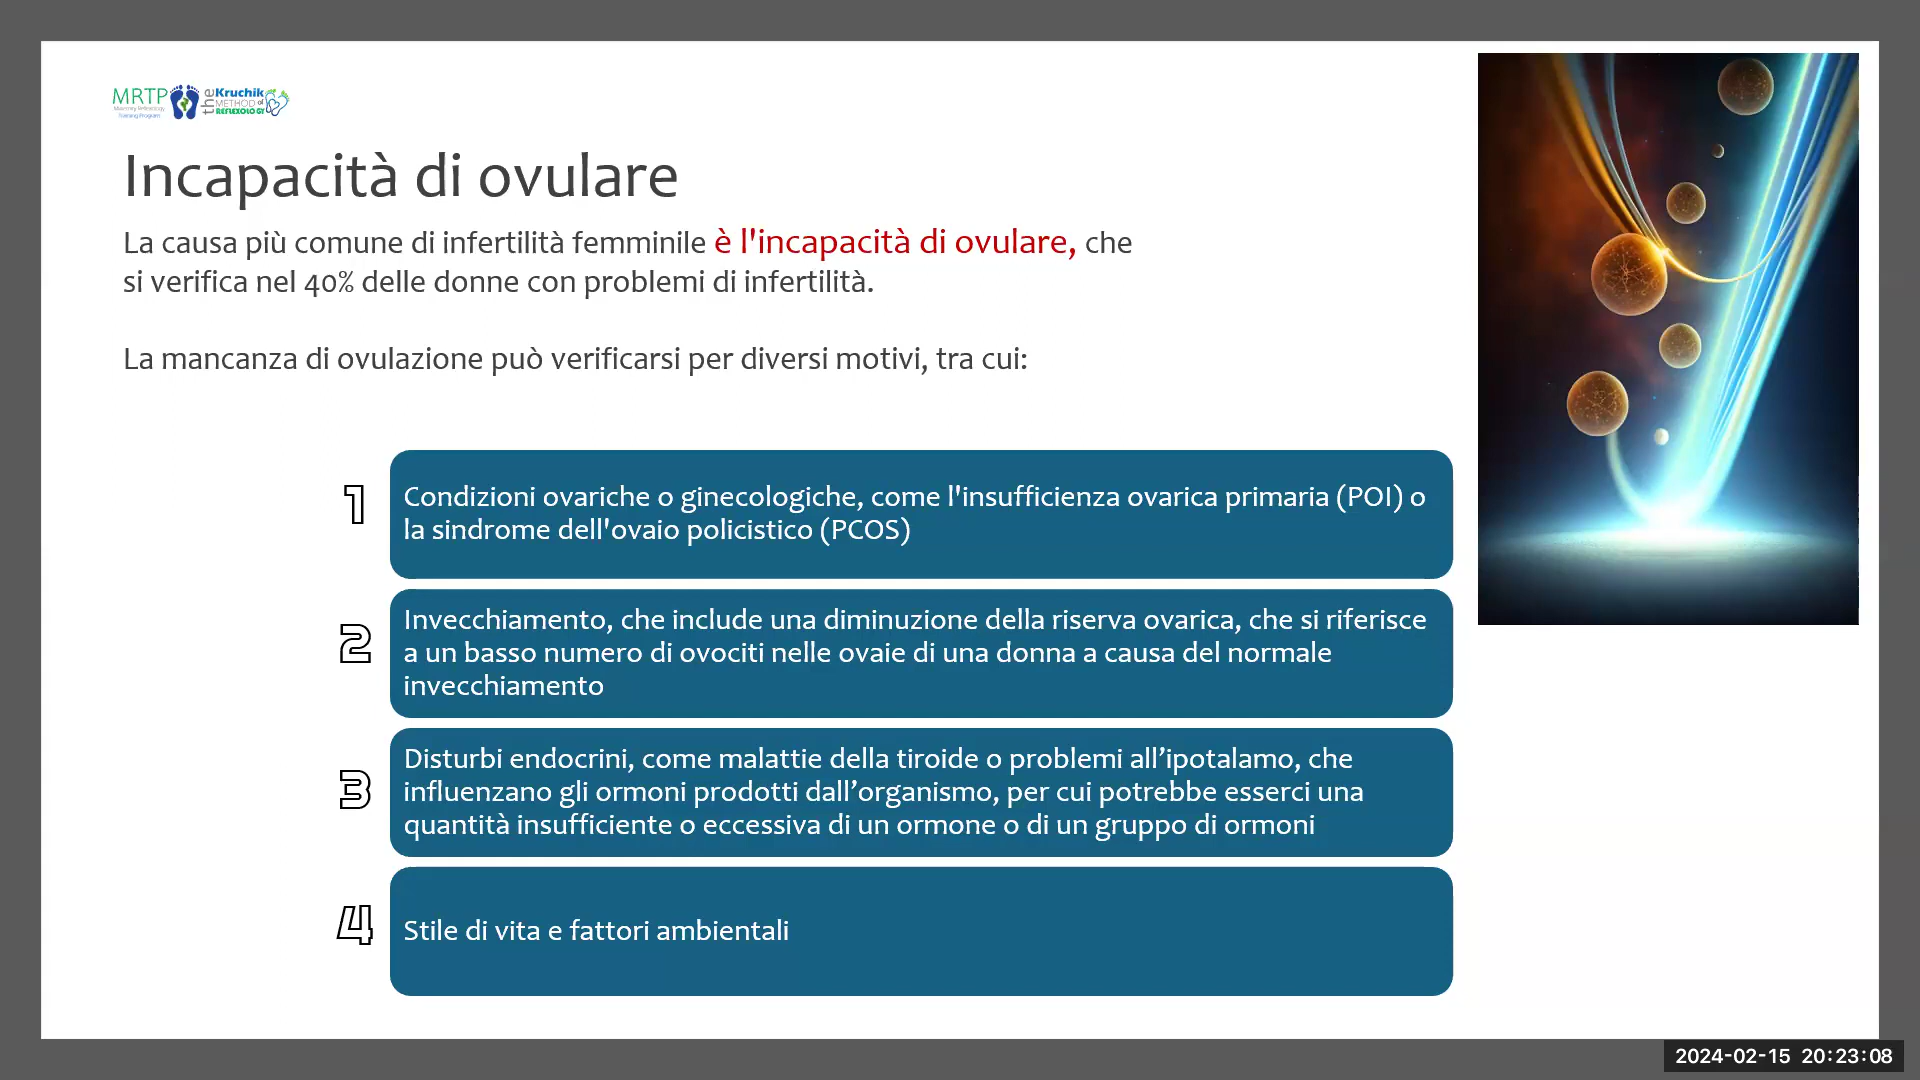 MRTP
the Kruchik
METHOD of
REFLEXOLOGY
Incapacità di ovulare
La causa più comune di infertilità femminile è l'incapacità di ovulare, che
si verifica nel 40% delle donne con problemi di infertilità.
La mancanza di ovulazione può verificarsi per diversi motivi, tra cui:
1
Condizioni ovariche o ginecologiche, come l'insufficienza ovarica primaria (POI) o
la sindrome dell'ovaio policistico (PCOS)
2
Invecchiamento, che include una diminuzione della riserva ovarica, che si riferisce
a un basso numero di ovociti nelle ovaie di una donna a causa del normale
invecchiamento
3
Disturbi endocrini, come malattie della tiroide o problemi all’ipotalamo, che
influenzano gli ormoni prodotti dall’organismo, per cui potrebbe esserci una
quantità insufficiente o eccessiva di un ormone o di un gruppo di ormoni
4
Stile di vita e fattori ambientali
2024-02-15 20:23:08